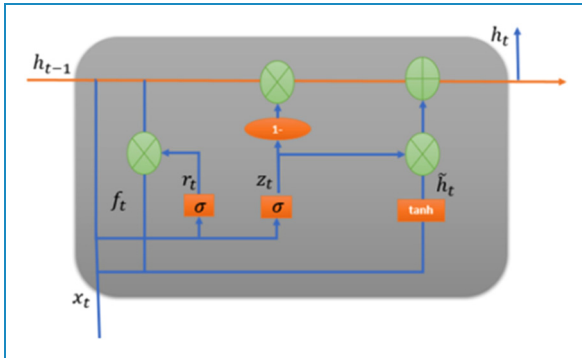 h_t
h_{t-1}
1-
r_t
z_t
h̃_t
f_t
σ
σ
tanh
x_t